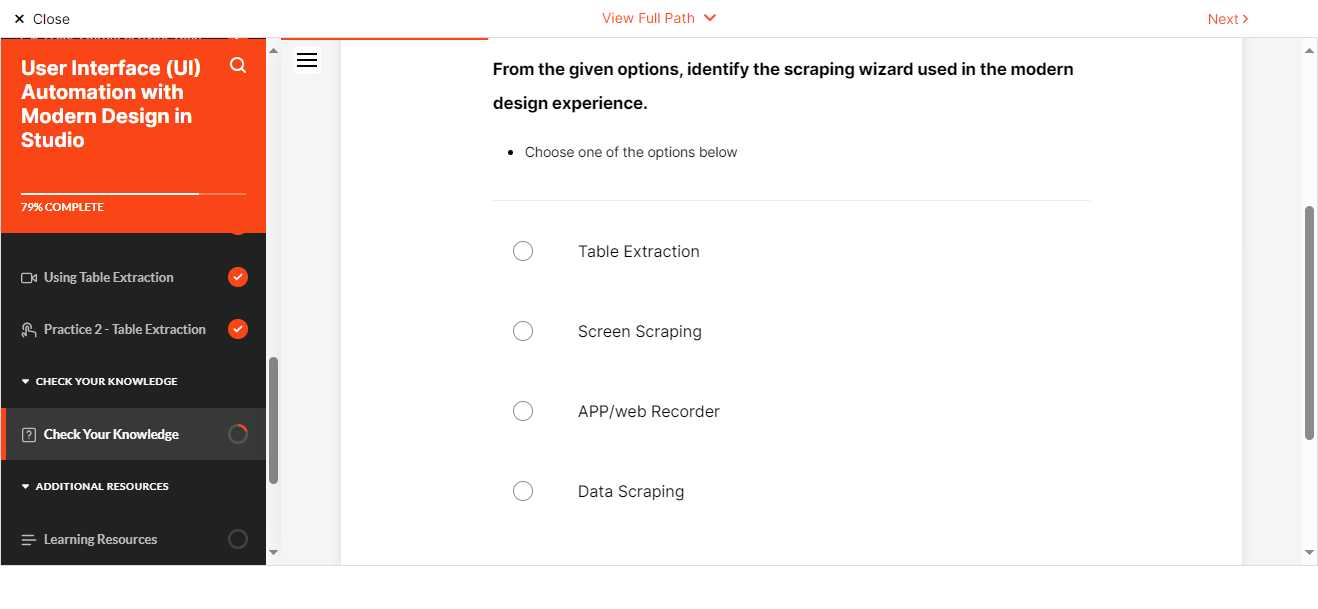 ✕ Close
View Full Path
Next
User Interface (UI)
Automation with
Modern Design in
Studio
79% COMPLETE
Using Table Extraction
Practice 2 - Table Extraction
CHECK YOUR KNOWLEDGE
Check Your Knowledge
ADDITIONAL RESOURCES
Learning Resources
From the given options, identify the scraping wizard used in the modern
design experience.
• Choose one of the options below
Table Extraction
Screen Scraping
APP/web Recorder
Data Scraping